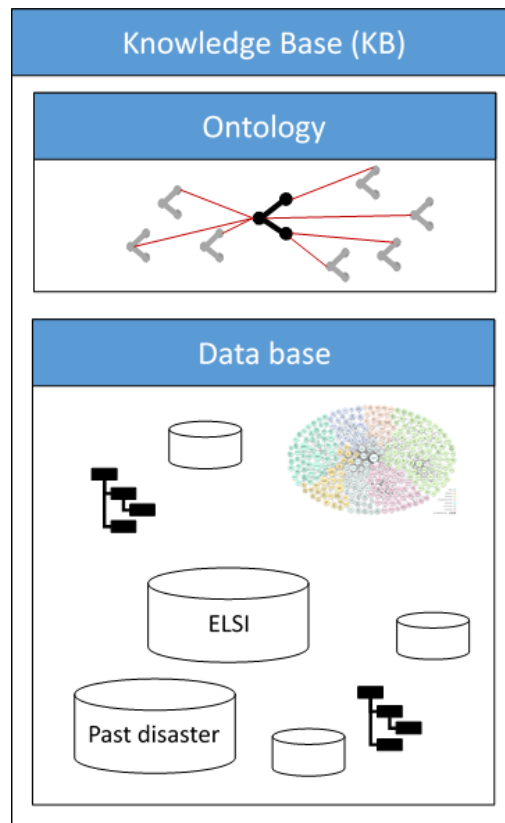 Knowledge Base (KB)
Ontology
Data base
ELSI
Past disaster